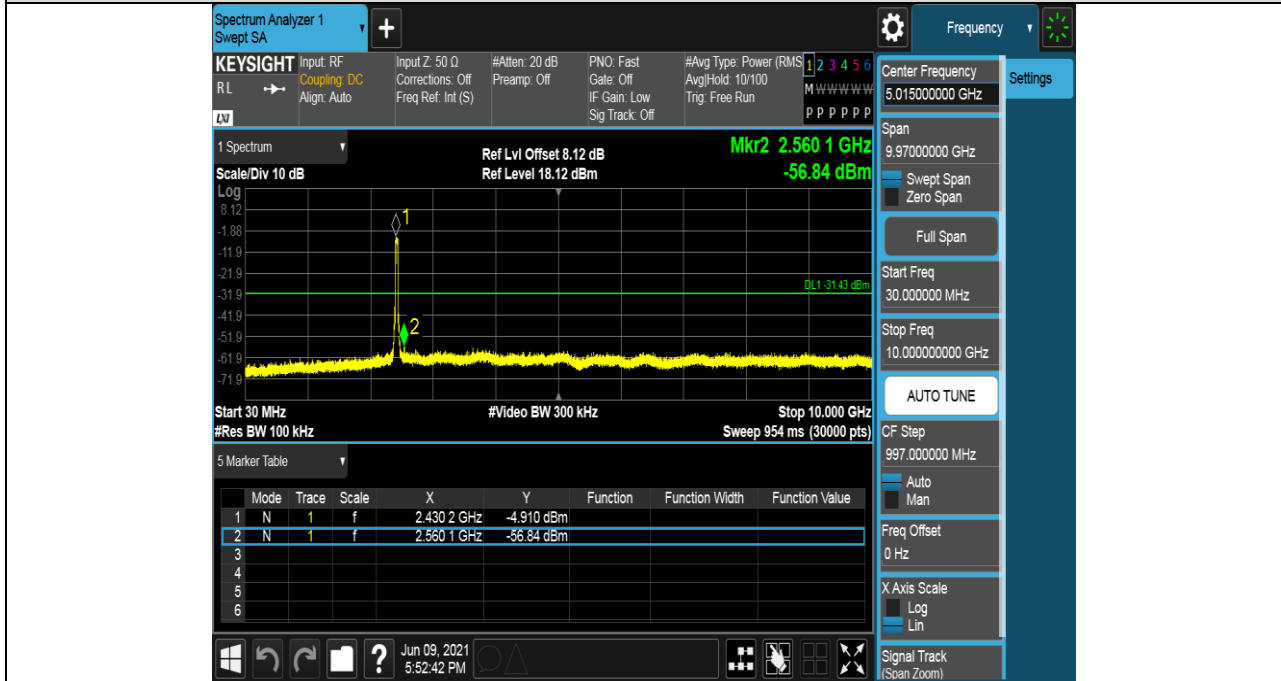 Spectrum Analyzer 1
Swept SA
+
Frequency
KEYSIGHT
RL
LXI
Input: RF
Coupling: DC
Align: Auto
Input Z: 50 Ω
Corrections: Off
Freq Ref: Int (S)
#Atten: 20 dB
Preamp: Off
PNO: Fast
Gate: Off
IF Gain: Low
Sig Track: Off
#Avg Type: Power (RMS
Avg|Hold: 10/100
Trig: Free Run
1 2 3 4 5 6
M W W W W W
P P P P P P
1 Spectrum
Scale/Div 10 dB
Ref Lvl Offset 8.12 dB
Ref Level 18.12 dBm
Mkr2 2.560 1 GHz
-56.84 dBm
Log
8.12
-1.88
-11.9
-21.9
-31.9
-41.9
-51.9
-61.9
-71.9
1
2
DL1 -31.43 dBm
Start 30 MHz
#Video BW 300 kHz
Stop 10.000 GHz
#Res BW 100 kHz
Sweep 954 ms (30000 pts)
5 Marker Table
Mode Trace Scale X Y Function Function Width Function Value
1 N 1 f 2.430 2 GHz -4.910 dBm
2 N 1 f 2.560 1 GHz -56.84 dBm
3
4
5
6
?
Jun 09, 2021
5:52:42 PM
Center Frequency
5.015000000 GHz
Settings
Span
9.97000000 GHz
Swept Span
Zero Span
Full Span
Start Freq
30.000000 MHz
Stop Freq
10.000000000 GHz
AUTO TUNE
CF Step
997.000000 MHz
Auto
Man
Freq Offset
0 Hz
X Axis Scale
Log
Lin
Signal Track
(Span Zoom)